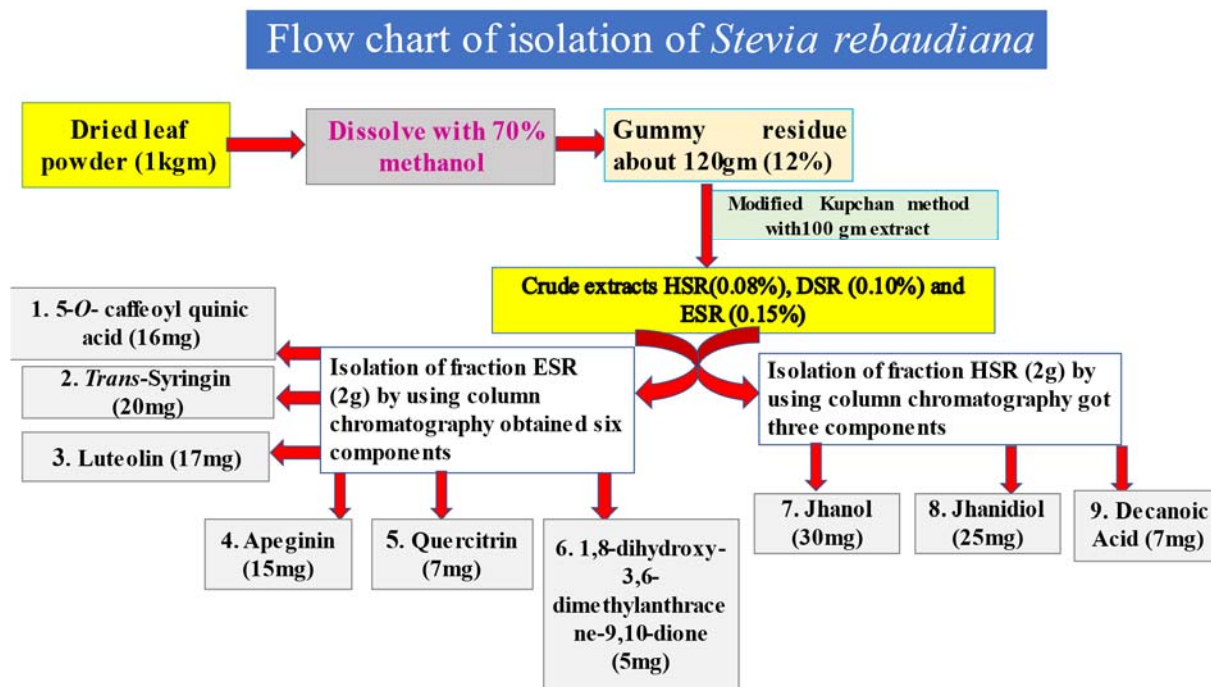 Flow chart of isolation of Stevia rebaudiana
Dried leaf
powder (1kgm)
Dissolve with 70%
methanol
Gummy residue
about 120gm (12%)
Modified Kupchan method
with100 gm extract
Crude extracts HSR(0.08%), DSR (0.10%) and
ESR (0.15%)
1. 5-O- caffeoyl quinic
acid (16mg)
2. Trans-Syringin
(20mg)
3. Luteolin (17mg)
Isolation of fraction ESR
(2g) by using column
chromatography obtained six
components
Isolation of fraction HSR (2g) by
using column chromatography got
three components
4. Apeginin
(15mg)
5. Quercitrin
(7mg)
6. 1,8-dihydroxy-
3,6-
dimethylanthrace
ne-9,10-dione
(5mg)
7. Jhanol
(30mg)
8. Jhanidiol
(25mg)
9. Decanoic
Acid (7mg)